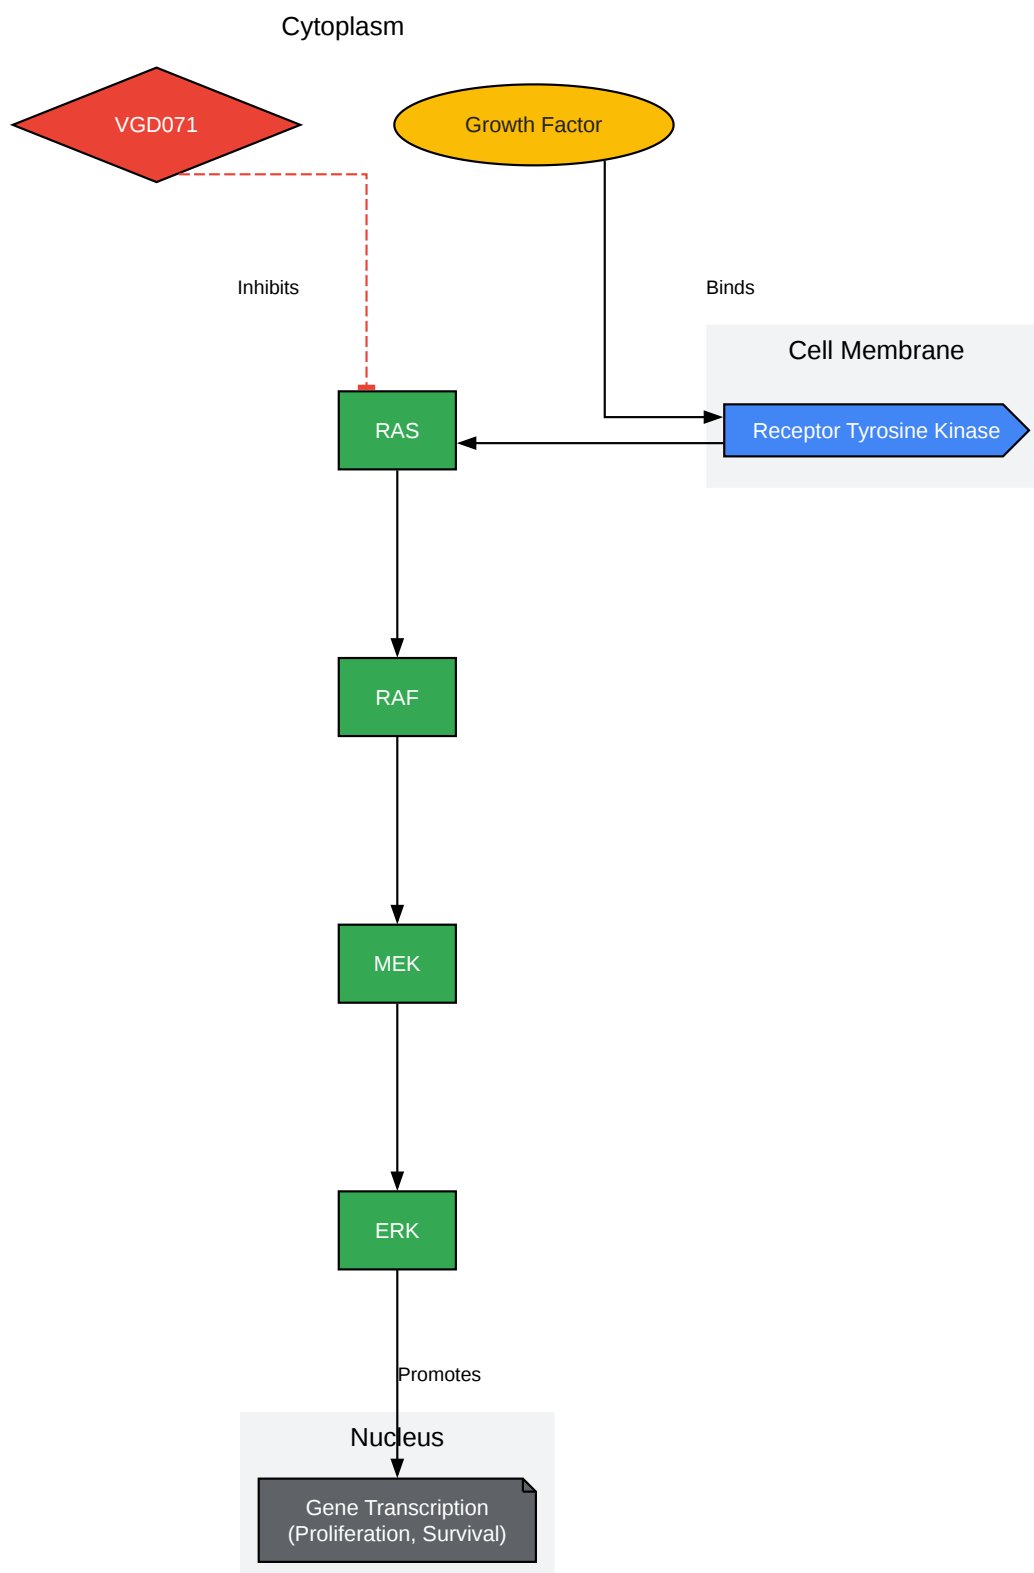 Cytoplasm
VGD071
Growth Factor
Inhibits
Binds
Cell Membrane
RAS
Receptor Tyrosine Kinase
RAF
MEK
ERK
Promotes
Nucleus
Gene Transcription
(Proliferation, Survival)